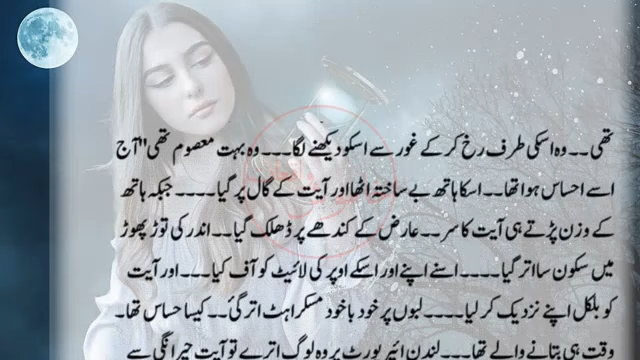 تھی۔۔ وہ اسکی طرف رخ کر کے غور سے اسکو دیکھنے لگا۔۔۔ وہ بہت معصوم تھی "آج
اسے احساس ہوا تھا۔۔ اسکا ہاتھ بے ساختہ اٹھا اور آیت کے گال پر گیا۔۔۔۔ جبکہ ہاتھ
کے وزن پڑتے ہی آیت کا سر۔۔ عارض کے کندھے پر ڈھلک گیا۔۔ اندر کی توڑ پھوڑ
میں سکون سا اتر گیا۔۔۔۔ اسنے اپنے اور اسکے اوپر کی لائیٹ کو آف کیا۔۔۔ اور آیت
کو بلکل اپنے نزدیک کر لیا۔۔۔۔ لبوں پر خود باخود مسکراہٹ اتر گئ۔۔ کیسا حساس تھا۔
وقت ہی بتانے والے تھا۔۔۔ لندن ائیر پورٹ پر وہ لوگ اترے تو آیت حیرانگی سے